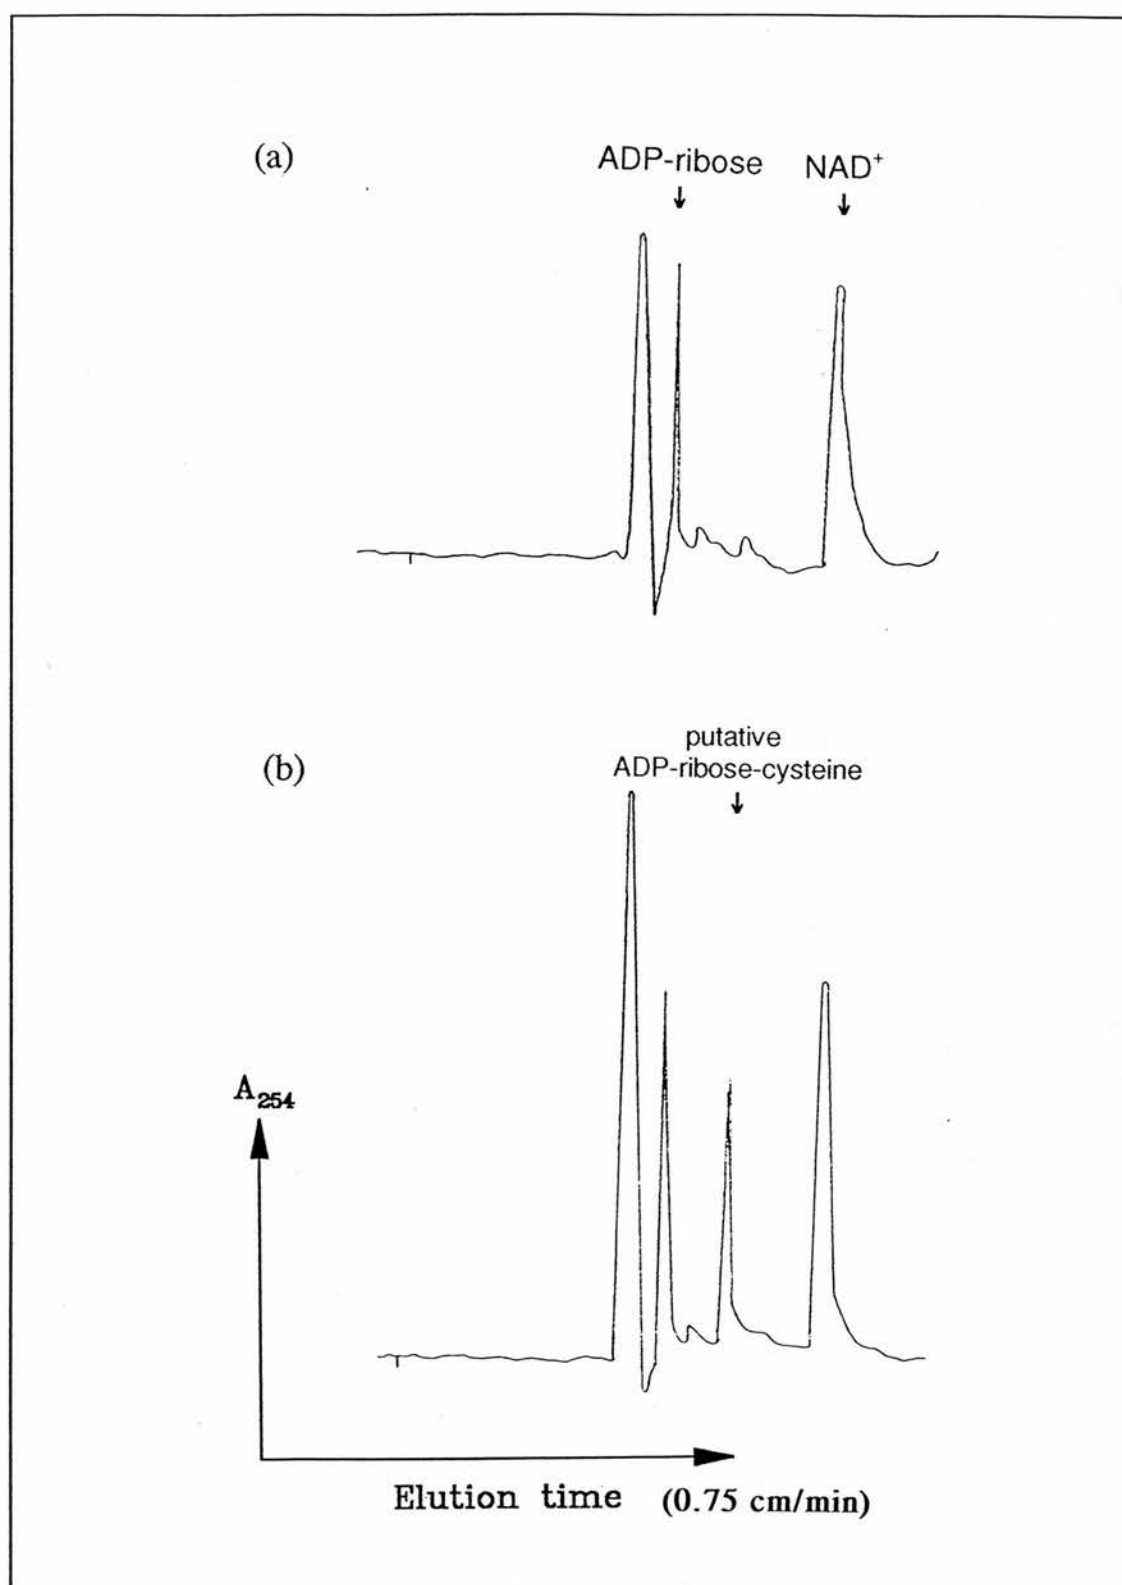 (a)
ADP-ribose NAD⁺
(b)
putative
ADP-ribose-cysteine
A₂₅₄
Elution time (0.75 cm/min)